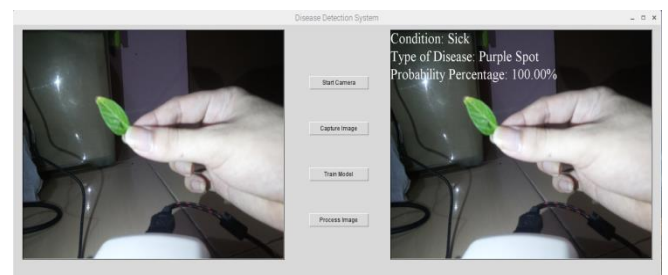 Disease Detection System
Condition: Sick
Type of Disease: Purple Spot
Probability Percentage: 100.00%
Start Camera
Capture Image
Train Model
Process Image